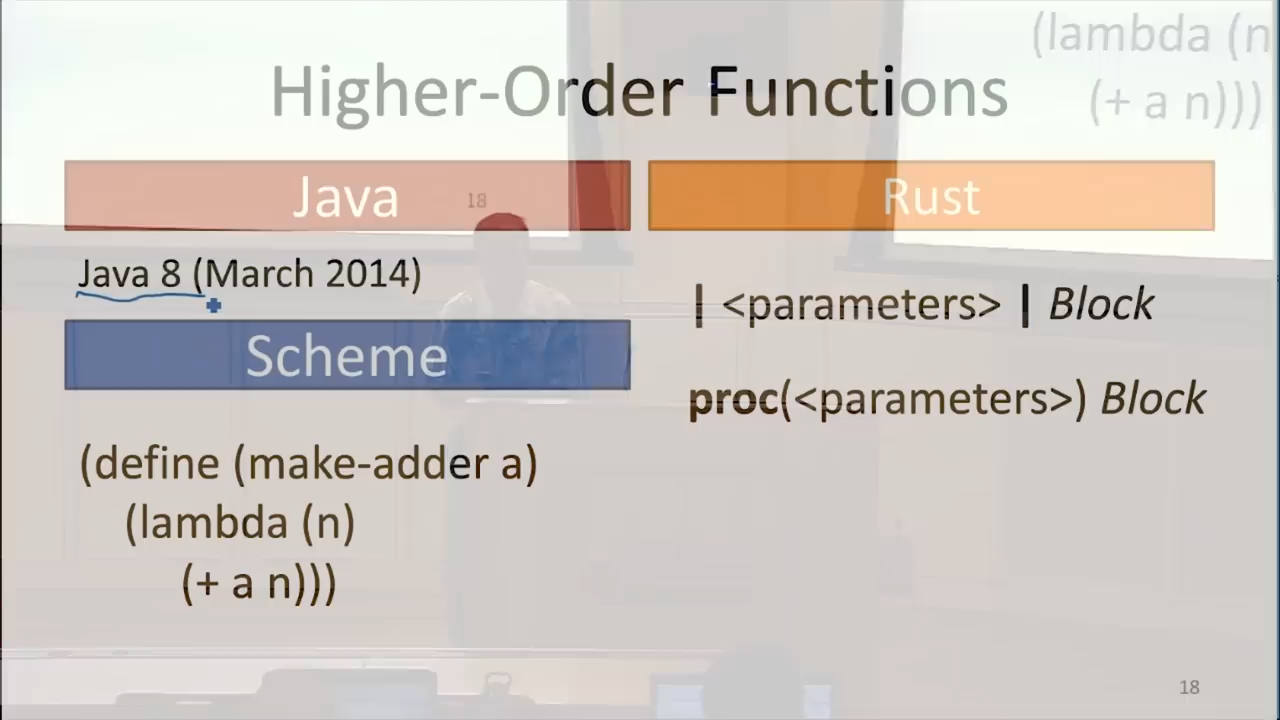 Higher-Order Functions
Java
Java 8 (March 2014)
Scheme
(define (make-adder a)
(lambda (n)
(+ a n)))
Rust
| <parameters> | Block
proc(<parameters>) Block
(lambda (n
(+ a n)))
18
18